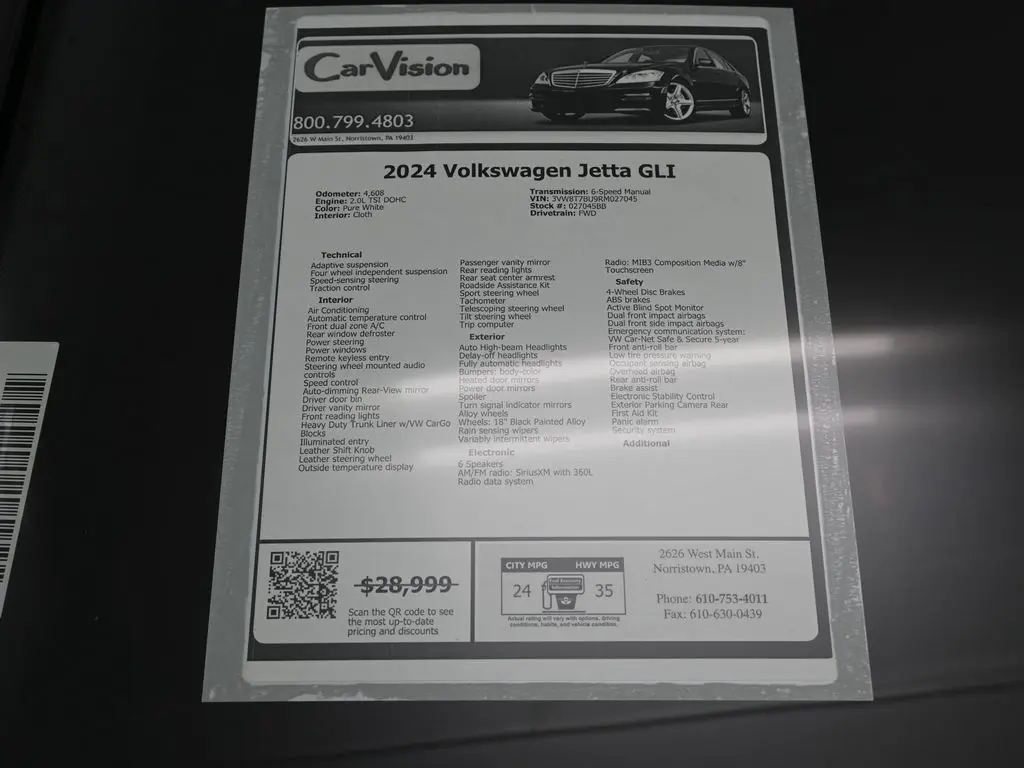 CarVision
800.799.4803
2626 W Main St, Norristown, PA 19403
2024 Volkswagen Jetta GLI
Odometer: 4,608
Engine: 2.0L TSI DOHC
Color: Pure White
Interior: Cloth
Transmission: 6-Speed Manual
VIN: 3VW8T7BU9RM027045
Stock #: 027045BB
Drivetrain: FWD
Technical
Adaptive suspension
Four wheel independent suspension
Speed-sensing steering
Traction control
Interior
Air Conditioning
Automatic temperature control
Front dual zone A/C
Rear window defroster
Power steering
Power windows
Remote keyless entry
Steering wheel mounted audio
controls
Speed control
Auto-dimming Rear-View mirror
Driver door bin
Driver vanity mirror
Front reading lights
Heavy Duty Trunk Liner w/VW CarGo
Blocks
Illuminated entry
Leather Shift Knob
Leather steering wheel
Outside temperature display
Passenger vanity mirror
Rear reading lights
Rear seat center armrest
Roadside Assistance Kit
Sport steering wheel
Tachometer
Telescoping steering wheel
Tilt steering wheel
Trip computer
Exterior
Auto High-beam Headlights
Delay-off headlights
Fully automatic headlights
Bumpers: body-color
Heated door mirrors
Power door mirrors
Spoiler
Turn signal indicator mirrors
Alloy wheels
Wheels: 18" Black Painted Alloy
Rain sensing wipers
Variably intermittent wipers
Electronic
6 Speakers
AM/FM radio: SiriusXM with 360L
Radio data system
Radio: MIB3 Composition Media w/8"
Touchscreen
Safety
4-Wheel Disc Brakes
ABS brakes
Active Blind Spot Monitor
Dual front impact airbags
Dual front side impact airbags
Emergency communication system:
VW Car-Net Safe & Secure 5-year
Front anti-roll bar
Low tire pressure warning
Occupant sensing airbag
Overhead airbag
Rear anti-roll bar
Brake assist
Electronic Stability Control
Exterior Parking Camera Rear
First Aid Kit
Panic alarm
Security system
Additional
$28,999
Scan the QR code to see
the most up-to-date
pricing and discounts
CITY MPG HWY MPG
24 35
Fuel Economy
Information
Actual rating will vary with options, driving
conditions, habits, and vehicle condition.
2626 West Main St.
Norristown, PA 19403
Phone: 610-753-4011
Fax: 610-630-0439